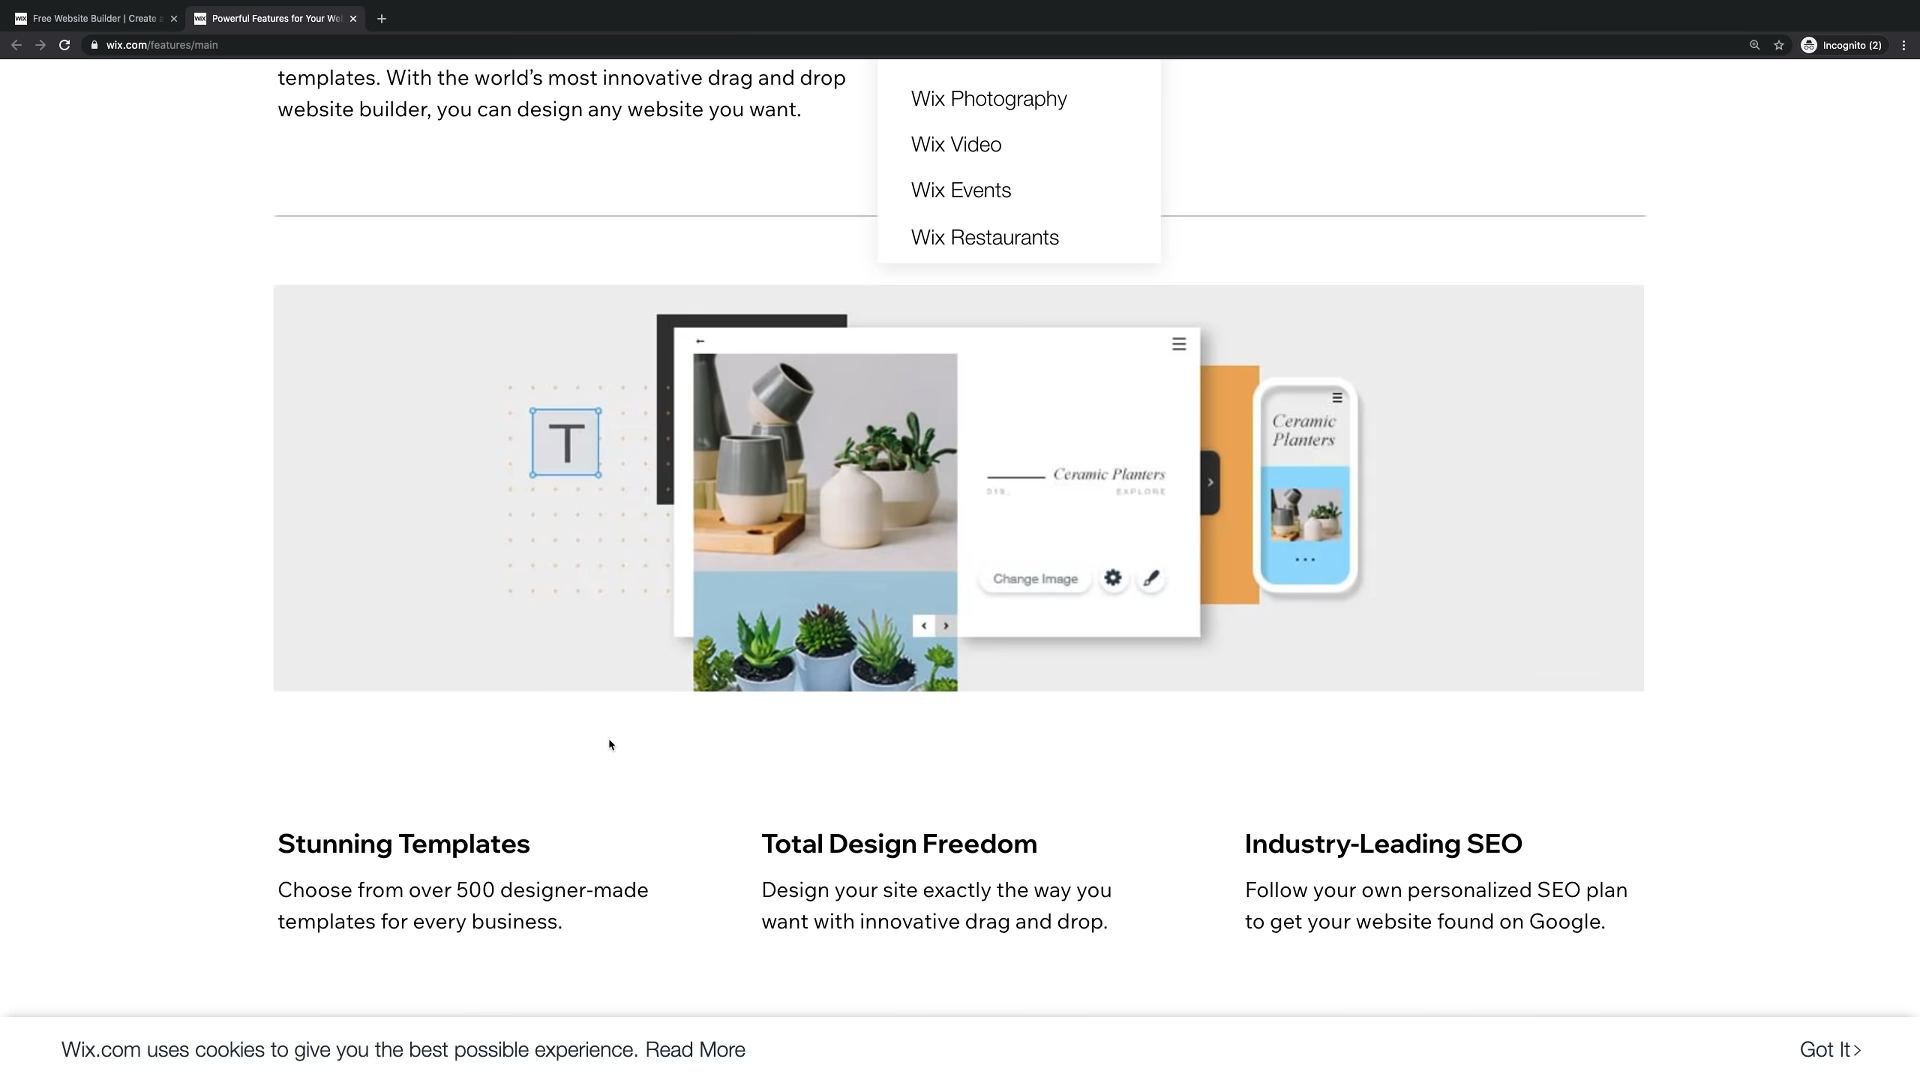 WiX Free Website Builder | Create a
WiX Powerful Features for Your We
wix.com/features/main
Incognito (2)
templates. With the world's most innovative drag and drop
website builder, you can design any website you want.
Wix Photography
Wix Video
Wix Events
Wix Restaurants
T
Ceramic Planters
EXPLORE
Change Image
Ceramic
Planters
Stunning Templates
Choose from over 500 designer-made
templates for every business.
Total Design Freedom
Design your site exactly the way you
want with innovative drag and drop.
Industry-Leading SEO
Follow your own personalized SEO plan
to get your website found on Google.
Wix.com uses cookies to give you the best possible experience. Read More
Got It >